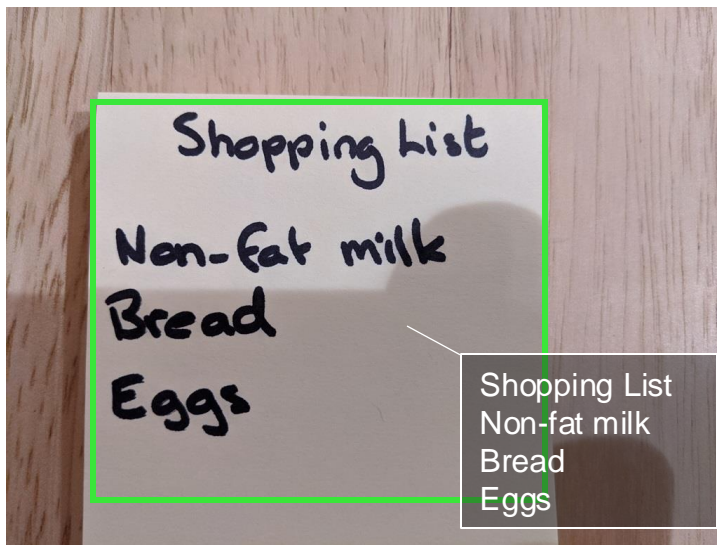 Shopping List
Non-fat milk
Bread
Eggs
Shopping List
Non-fat milk
Bread
Eggs